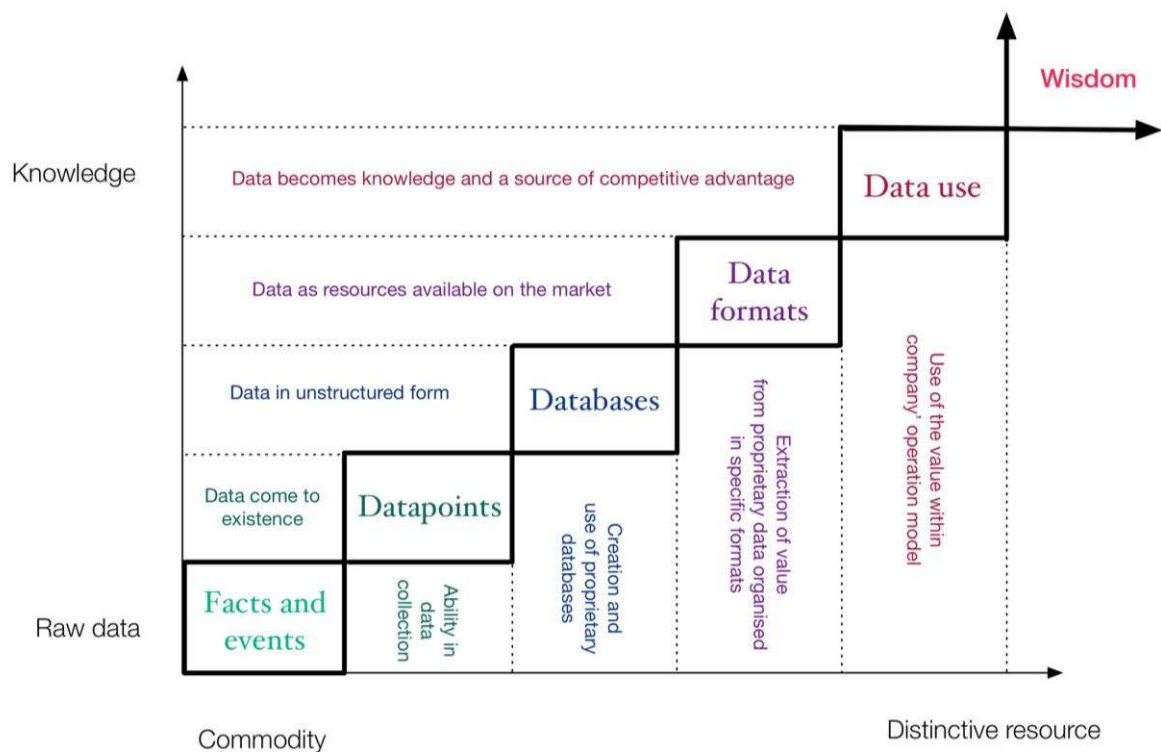 Wisdom
Knowledge
Data becomes knowledge and a source of competitive advantage
Data use
Data as resources available on the market
Data
formats
Data in unstructured form
Databases
Data come to
existence
Datapoints
Raw data
Facts and
events
Ability in
data
collection
Creation and
use of proprietary
databases
Extraction of value
from proprietary data organised
in specific formats
Use of the value within
company' operation model
Commodity
Distinctive resource